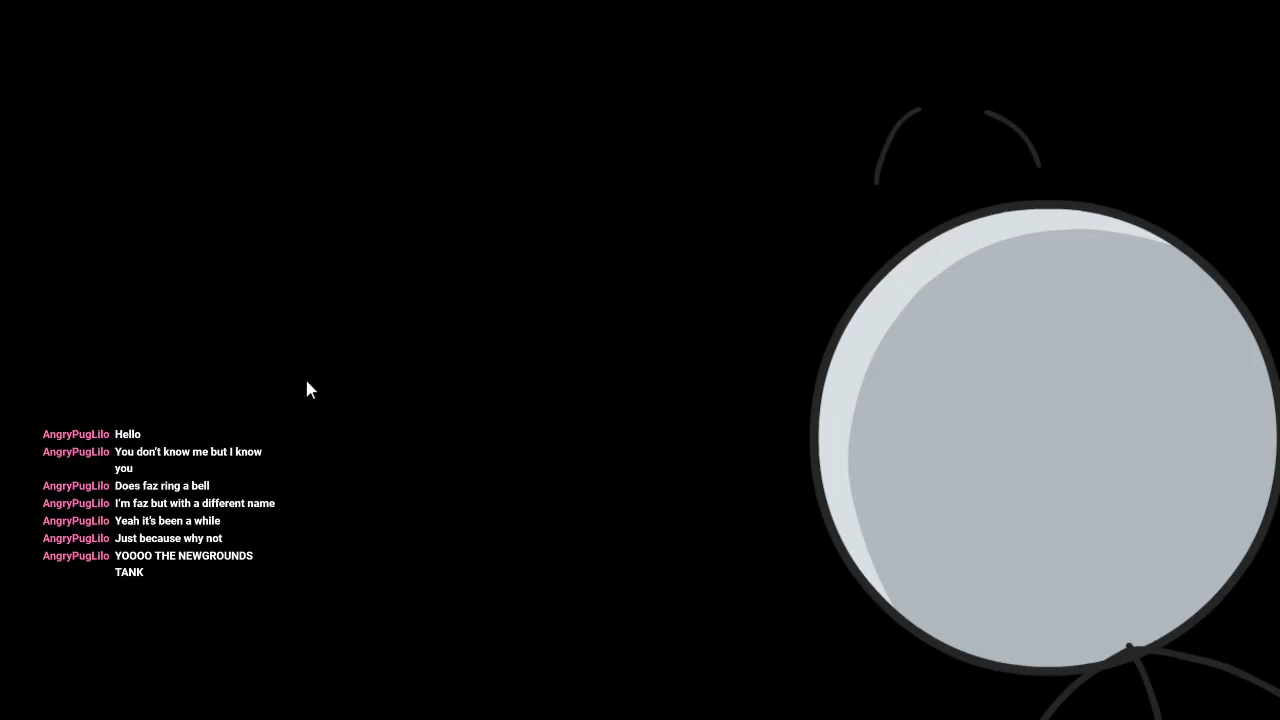 AngryPugLilo Hello
AngryPugLilo You don't know me but I know
you
AngryPugLilo Does faz ring a bell
AngryPugLilo I'm faz but with a different name
AngryPugLilo Yeah it's been a while
AngryPugLilo Just because why not
AngryPugLilo YOOOO THE NEWGROUNDS
TANK